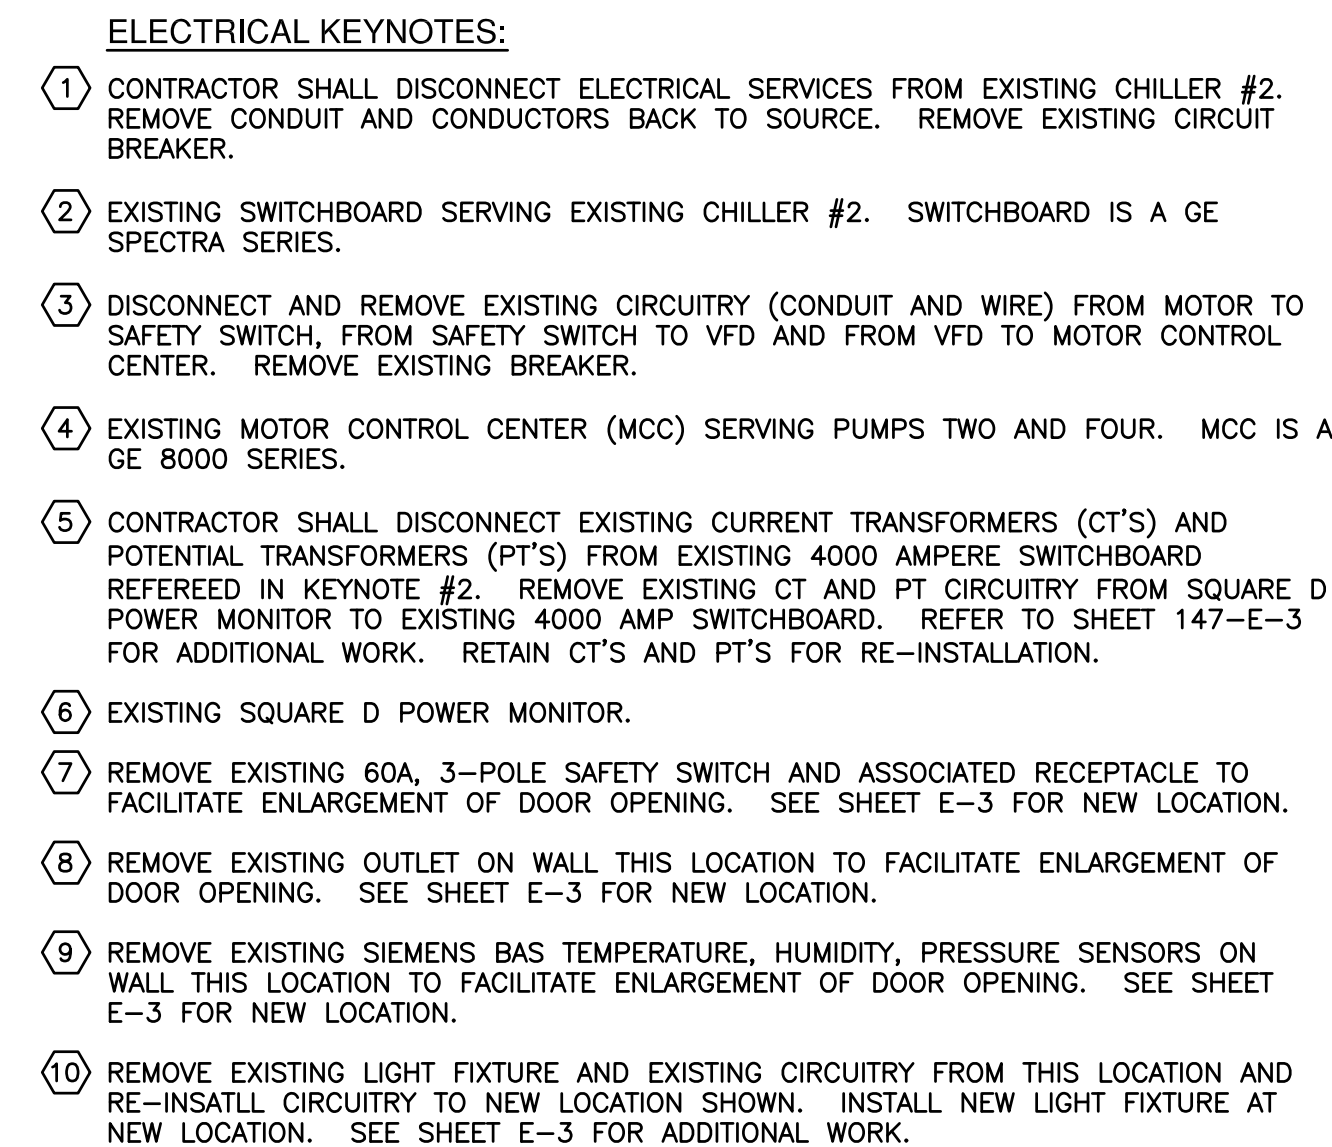 ELECTRICAL KEYNOTES:
1 CONTRACTOR SHALL DISCONNECT ELECTRICAL SERVICES FROM EXISTING CHILLER #2.
REMOVE CONDUIT AND CONDUCTORS BACK TO SOURCE. REMOVE EXISTING CIRCUIT
BREAKER.
2 EXISTING SWITCHBOARD SERVING EXISTING CHILLER #2. SWITCHBOARD IS A GE
SPECTRA SERIES.
3 DISCONNECT AND REMOVE EXISTING CIRCUITRY (CONDUIT AND WIRE) FROM MOTOR TO
SAFETY SWITCH, FROM SAFETY SWITCH TO VFD AND FROM VFD TO MOTOR CONTROL
CENTER. REMOVE EXISTING BREAKER.
4 EXISTING MOTOR CONTROL CENTER (MCC) SERVING PUMPS TWO AND FOUR. MCC IS A
GE 8000 SERIES.
5 CONTRACTOR SHALL DISCONNECT EXISTING CURRENT TRANSFORMERS (CT'S) AND
POTENTIAL TRANSFORMERS (PT'S) FROM EXISTING 4000 AMPERE SWITCHBOARD
REFEREED IN KEYNOTE #2. REMOVE EXISTING CT AND PT CIRCUITRY FROM SQUARE D
POWER MONITOR TO EXISTING 4000 AMP SWITCHBOARD. REFER TO SHEET 147-E-3
FOR ADDITIONAL WORK. RETAIN CT'S AND PT'S FOR RE-INSTALLATION.
6 EXISTING SQUARE D POWER MONITOR.
7 REMOVE EXISTING 60A, 3-POLE SAFETY SWITCH AND ASSOCIATED RECEPTACLE TO
FACILITATE ENLARGEMENT OF DOOR OPENING. SEE SHEET E-3 FOR NEW LOCATION.
8 REMOVE EXISTING OUTLET ON WALL THIS LOCATION TO FACILITATE ENLARGEMENT OF
DOOR OPENING. SEE SHEET E-3 FOR NEW LOCATION.
9 REMOVE EXISTING SIEMENS BAS TEMPERATURE, HUMIDITY, PRESSURE SENSORS ON
WALL THIS LOCATION TO FACILITATE ENLARGEMENT OF DOOR OPENING. SEE SHEET
E-3 FOR NEW LOCATION.
10 REMOVE EXISTING LIGHT FIXTURE AND EXISTING CIRCUITRY FROM THIS LOCATION AND
RE-INSATLL CIRCUITRY TO NEW LOCATION SHOWN. INSTALL NEW LIGHT FIXTURE AT
NEW LOCATION. SEE SHEET E-3 FOR ADDITIONAL WORK.